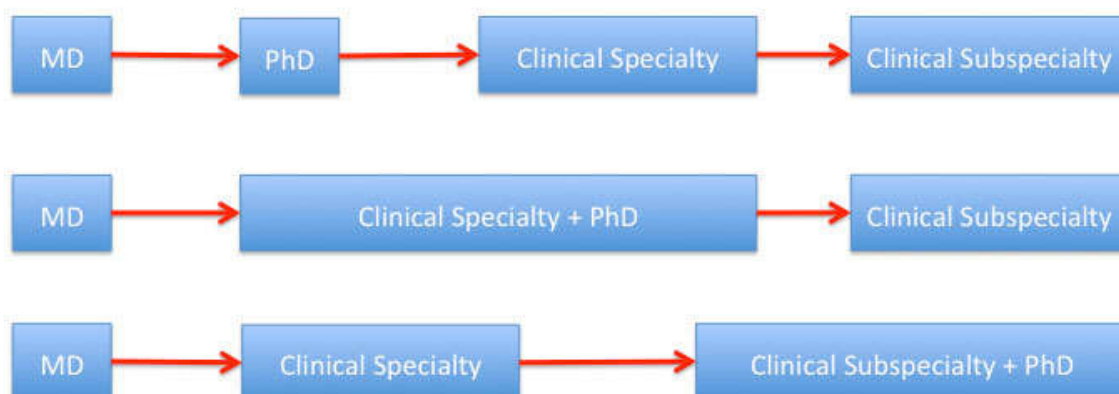 MD PhD Clinical Specialty Clinical Subspecialty
MD Clinical Specialty + PhD Clinical Subspecialty
MD Clinical Specialty Clinical Subspecialty + PhD